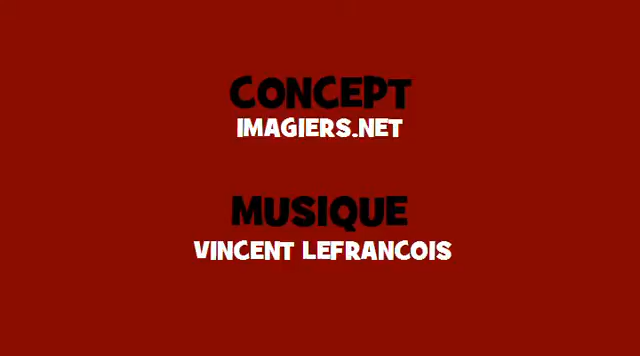 CONCEPT
IMAGIERS.NET
MUSIQUE
VINCENT LEFRANCOIS